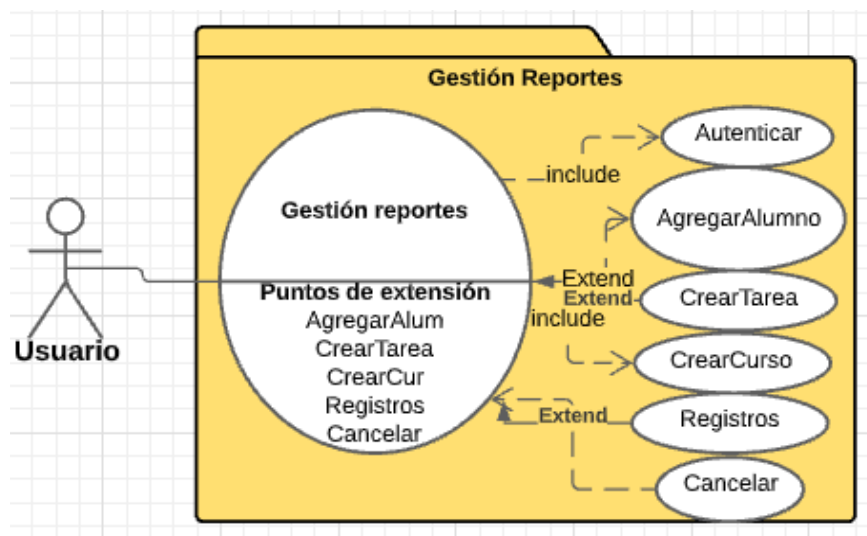 Gestión Reportes
Autenticar
include
AgregarAlumno
Gestión reportes
Extend
Puntos de extensión
Extend
CrearTarea
AgregarAlum
include
CrearTarea
Usuario
CrearCurso
CrearCur
Registros
Extend
Registros
Cancelar
Cancelar